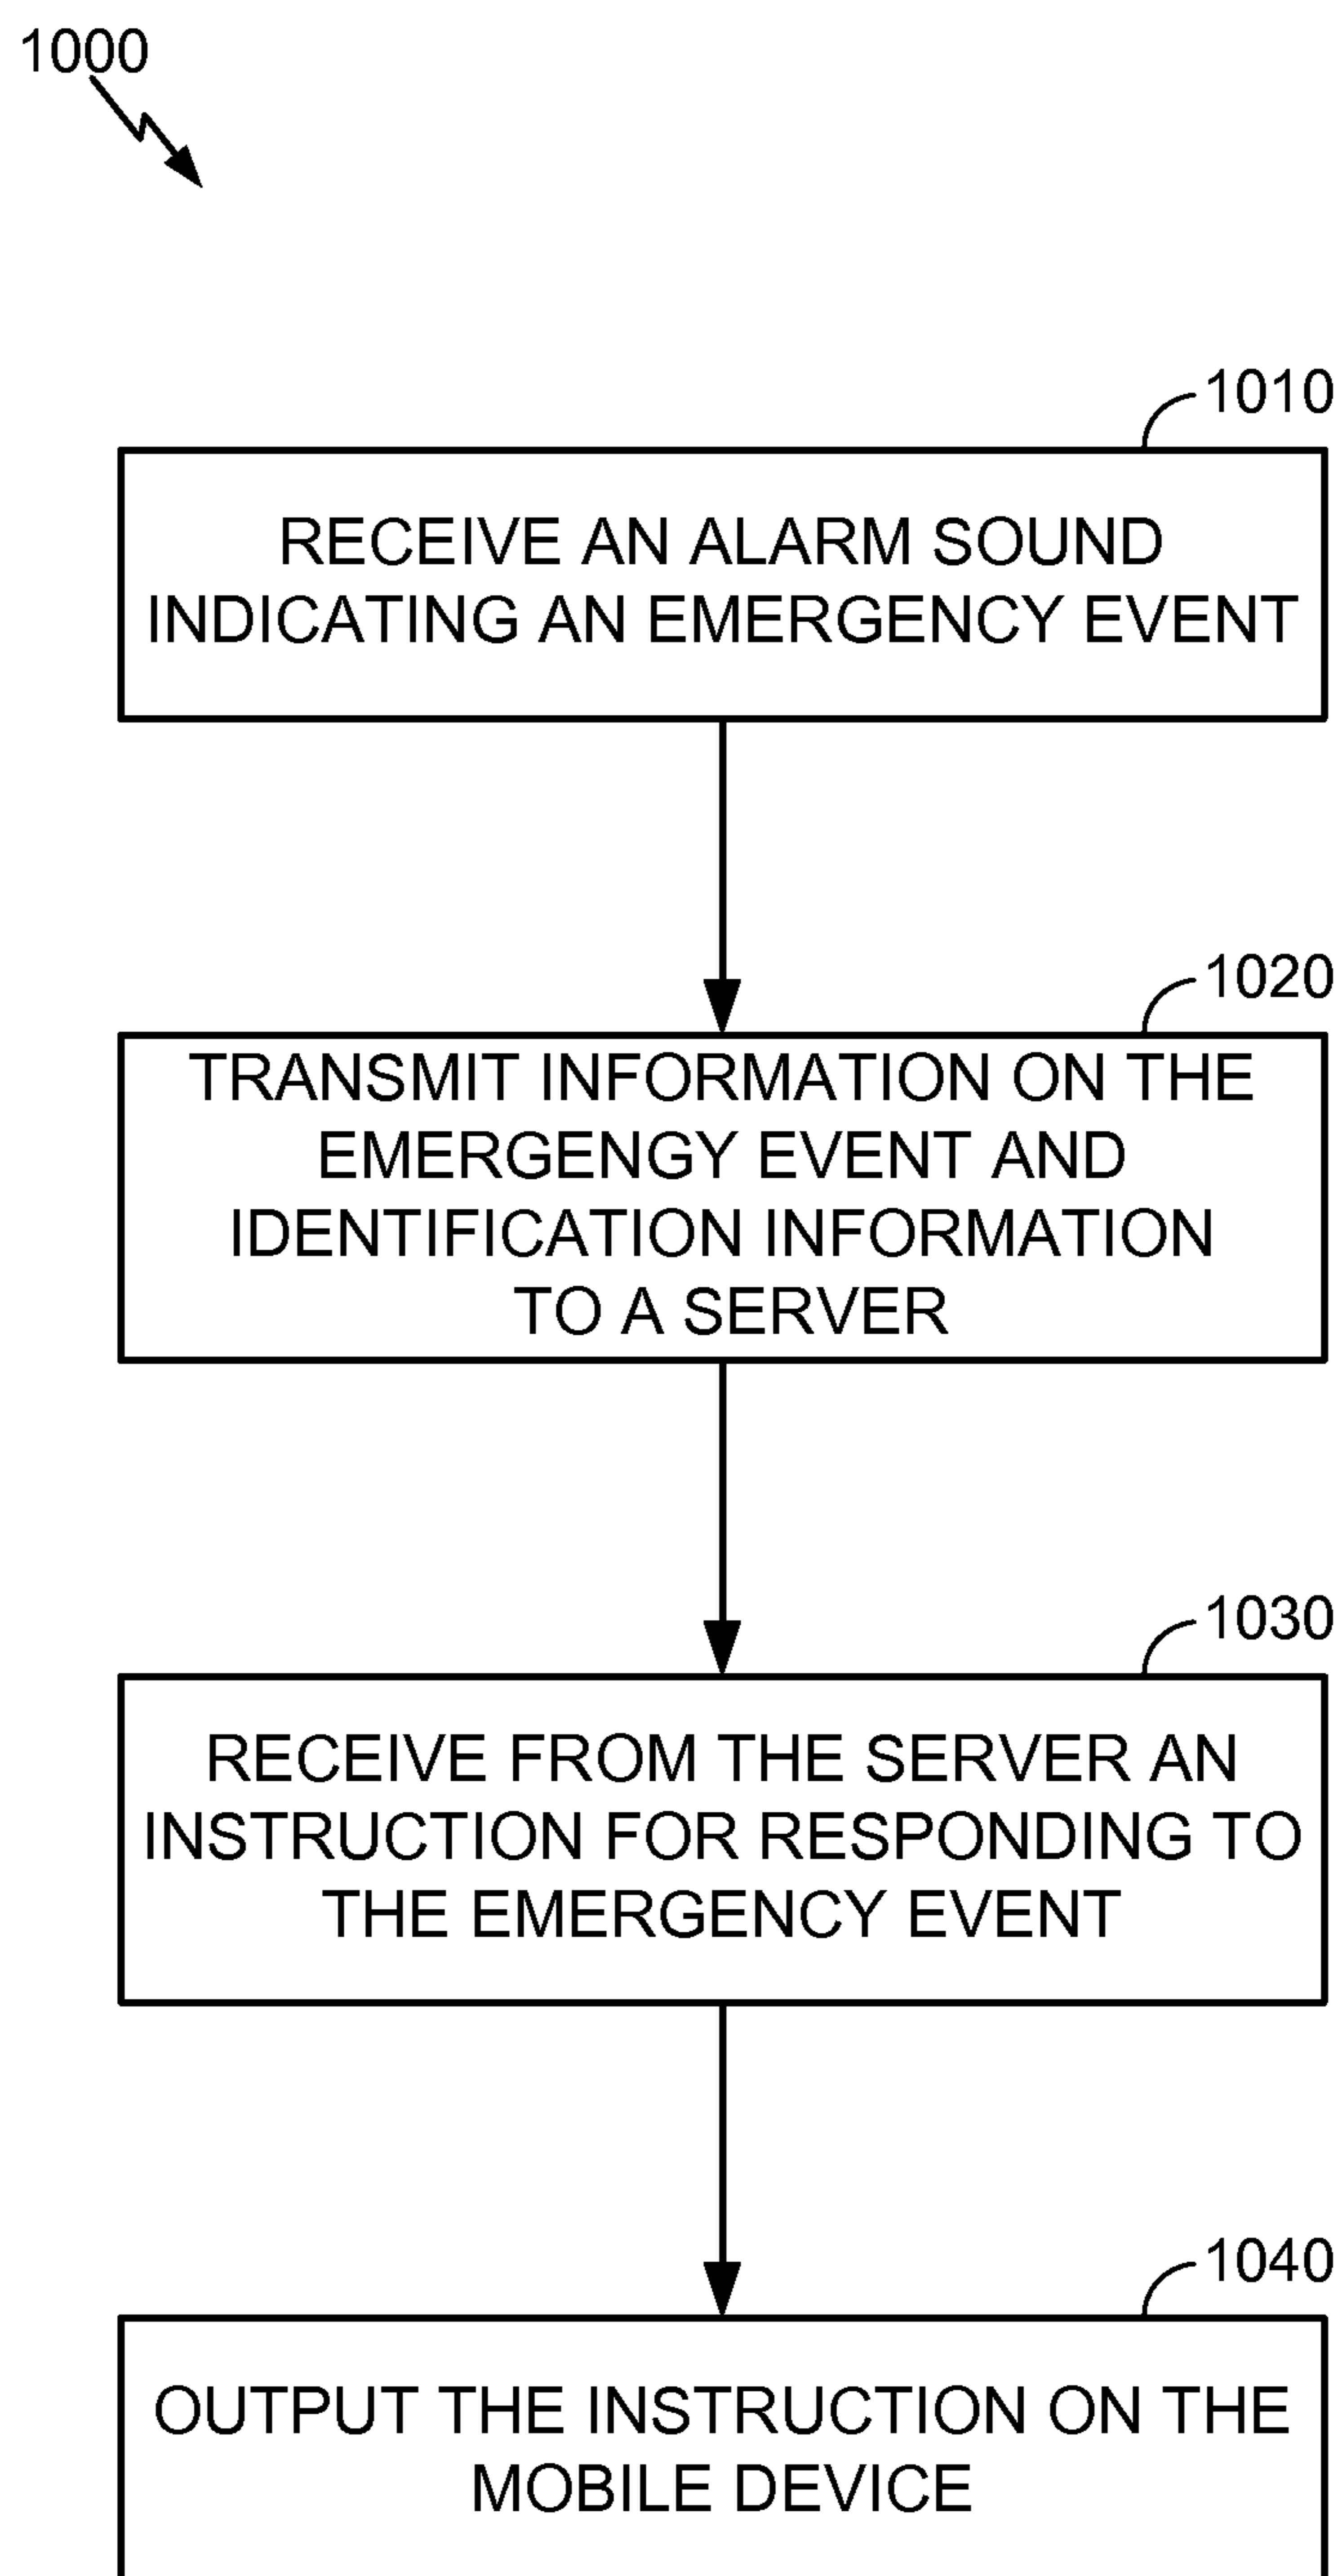 1000
1010
RECEIVE AN ALARM SOUND
INDICATING AN EMERGENCY EVENT
1020
TRANSMIT INFORMATION ON THE
EMERGENGY EVENT AND
IDENTIFICATION INFORMATION
TO A SERVER
1030
RECEIVE FROM THE SERVER AN
INSTRUCTION FOR RESPONDING TO
THE EMERGENCY EVENT
1040
OUTPUT THE INSTRUCTION ON THE
MOBILE DEVICE